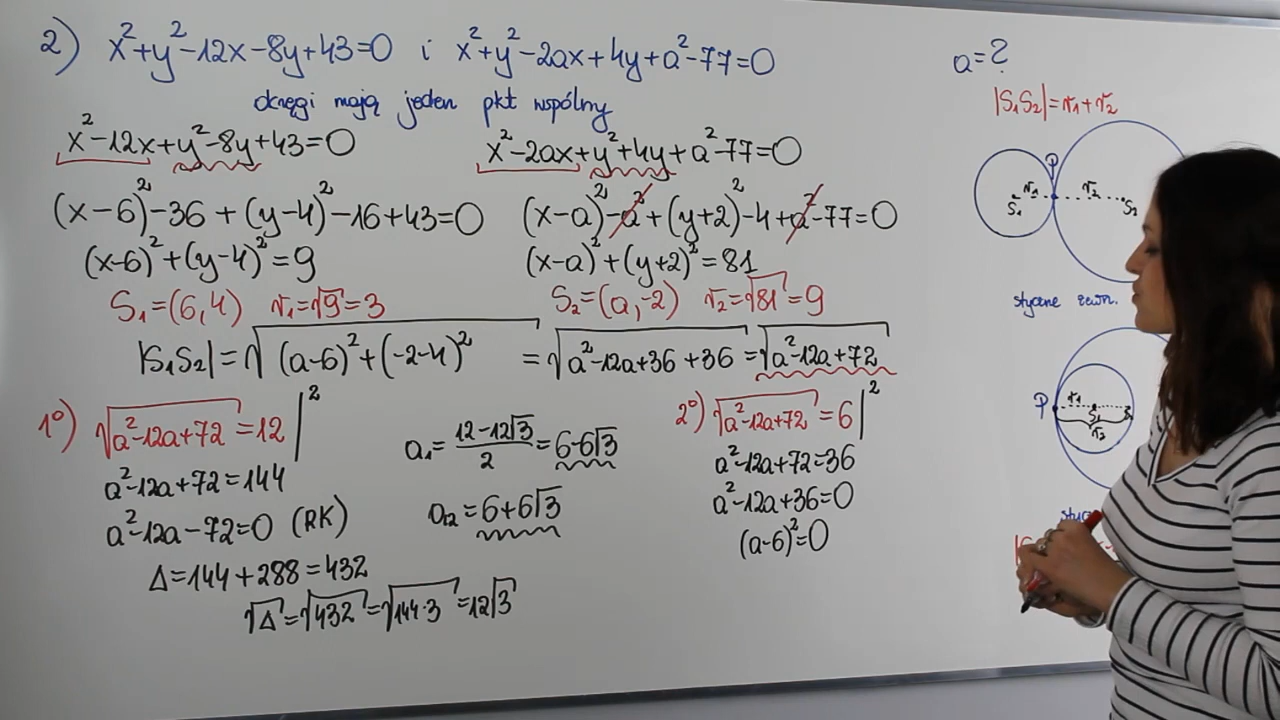 2) x²+y²-12x-8y+43=0 i x²+y²-2ax+4y+a²-77=0
okręgi mają jeden pkt wspólny
x²-12x+y²-8y+43=0
(x-6)²-36+(y-4)²-16+43=0
(x-6)²+(y-4)²=9
S₁=(6,4) r₁=√9=3
x²-2ax+y²+4y+a²-77=0
(x-a)²-a²+(y+2)²-4+a²-77=0
(x-a)²+(y+2)²=81
S₂=(a,-2) r₂=√81=9
|S₁S₂|=√(a-6)²+(-2-4)² =√a²-12a+36+36 =√a²-12a+72
1°) √a²-12a+72=12 |²
a²-12a+72=144
a²-12a-72=0 (RK)
Δ=144+288=432
√Δ=√432=√144·3=12√3
a₁=12-12√3/2=6-6√3
a₂=6+6√3
2°) √a²-12a+72=6 |²
a²-12a+72=36
a²-12a+36=0
(a-6)²=0
a=?
|S₁S₂|=r₁+r₂
P
r₁ r₂
S₁ S₂
styczne zewn.
P r₁
S₁
r₂